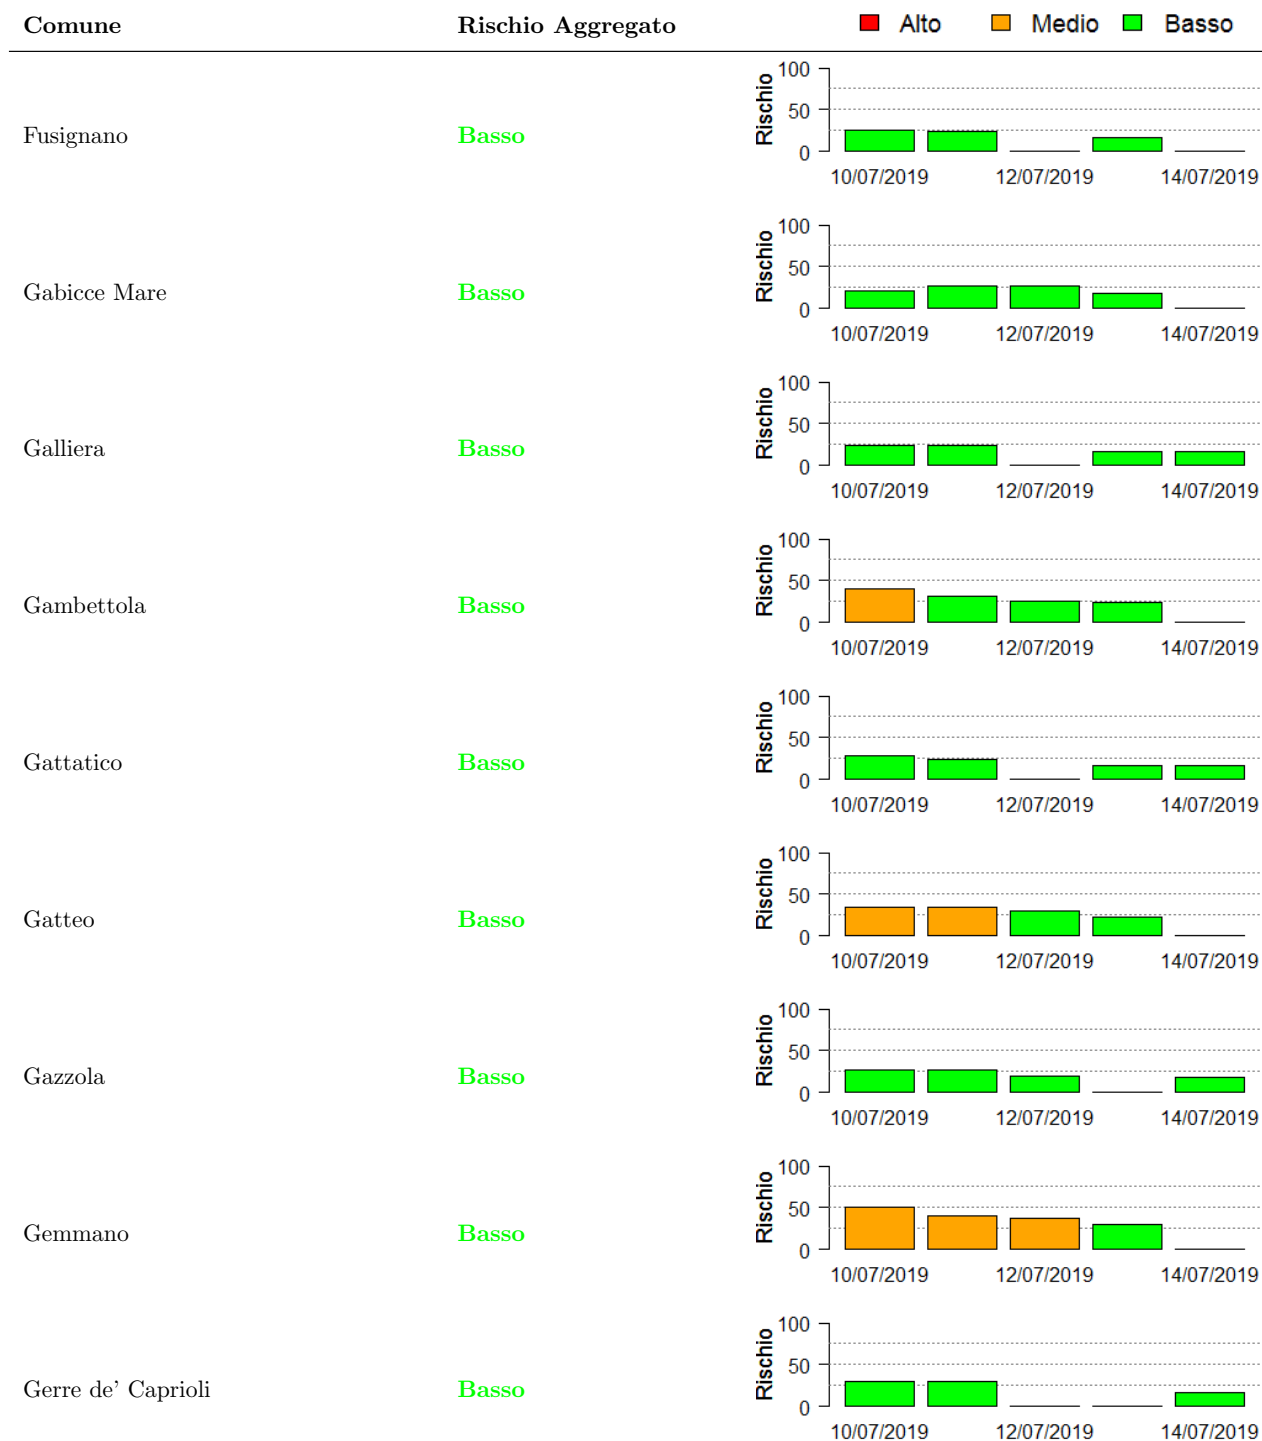 Comune Rischio Aggregato Alto Medio Basso
Fusignano Basso
Rischio
100
50
0
10/07/2019 12/07/2019 14/07/2019
Gabicce Mare Basso
Rischio
100
50
0
10/07/2019 12/07/2019 14/07/2019
Galliera Basso
Rischio
100
50
0
10/07/2019 12/07/2019 14/07/2019
Gambettola Basso
Rischio
100
50
0
10/07/2019 12/07/2019 14/07/2019
Gattatico Basso
Rischio
100
50
0
10/07/2019 12/07/2019 14/07/2019
Gatteo Basso
Rischio
100
50
0
10/07/2019 12/07/2019 14/07/2019
Gazzola Basso
Rischio
100
50
0
10/07/2019 12/07/2019 14/07/2019
Gemmano Basso
Rischio
100
50
0
10/07/2019 12/07/2019 14/07/2019
Gerre de' Caprioli Basso
Rischio
100
50
0
10/07/2019 12/07/2019 14/07/2019